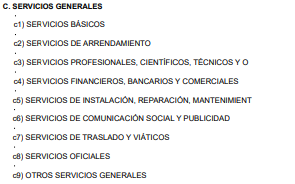 C. SERVICIOS GENERALES
c1) SERVICIOS BÁSICOS
c2) SERVICIOS DE ARRENDAMIENTO
c3) SERVICIOS PROFESIONALES, CIENTÍFICOS, TÉCNICOS Y O
c4) SERVICIOS FINANCIEROS, BANCARIOS Y COMERCIALES
c5) SERVICIOS DE INSTALACIÓN, REPARACIÓN, MANTENIMIENT
c6) SERVICIOS DE COMUNICACIÓN SOCIAL Y PUBLICIDAD
c7) SERVICIOS DE TRASLADO Y VIÁTICOS
c8) SERVICIOS OFICIALES
c9) OTROS SERVICIOS GENERALES